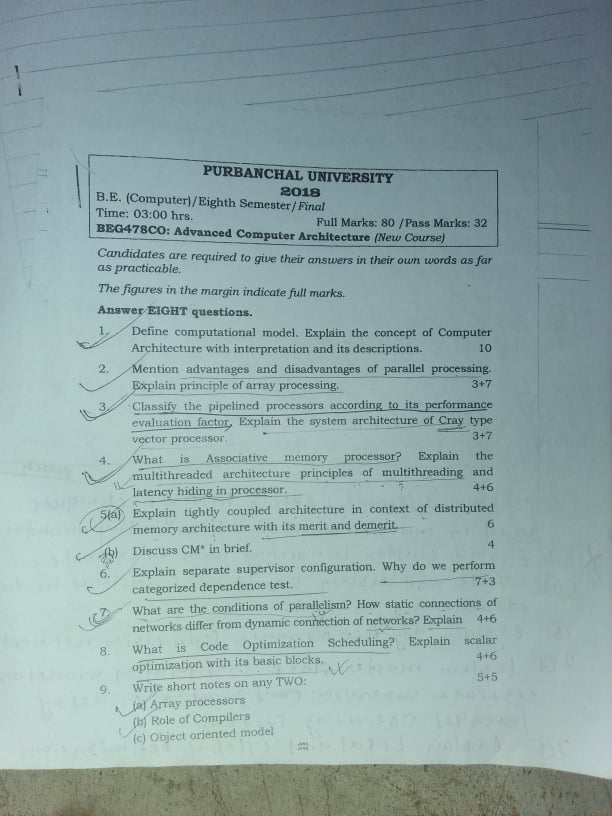 PURBANCHAL UNIVERSITY
2018
B.E. (Computer)/Eighth Semester/Final
Time: 03:00 hrs. Full Marks: 80 /Pass Marks: 32
BEG478CO: Advanced Computer Architecture (New Course)
Candidates are required to give their answers in their own words as far
as practicable.
The figures in the margin indicate full marks.
Answer EIGHT questions.
1. Define computational model. Explain the concept of Computer
Architecture with interpretation and its descriptions. 10
2. Mention advantages and disadvantages of parallel processing.
Explain principle of array processing. 3+7
3. Classify the pipelined processors according to its performance
evaluation factor. Explain the system architecture of Cray type
vector processor. 3+7
4. What is Associative memory processor? Explain the
multithreaded architecture principles of multithreading and
latency hiding in processor. 4+6
5(a) Explain tightly coupled architecture in context of distributed
memory architecture with its merit and demerit. 6
(b) Discuss CM* in brief. 4
6. Explain separate supervisor configuration. Why do we perform
categorized dependence test. 7+3
7. What are the conditions of parallelism? How static connections of
networks differ from dynamic connection of networks? Explain 4+6
8. What is Code Optimization Scheduling? Explain scalar
optimization with its basic blocks. 4+6
9. Write short notes on any TWO: 5+5
(a) Array processors
(b) Role of Compilers
(c) Object oriented model